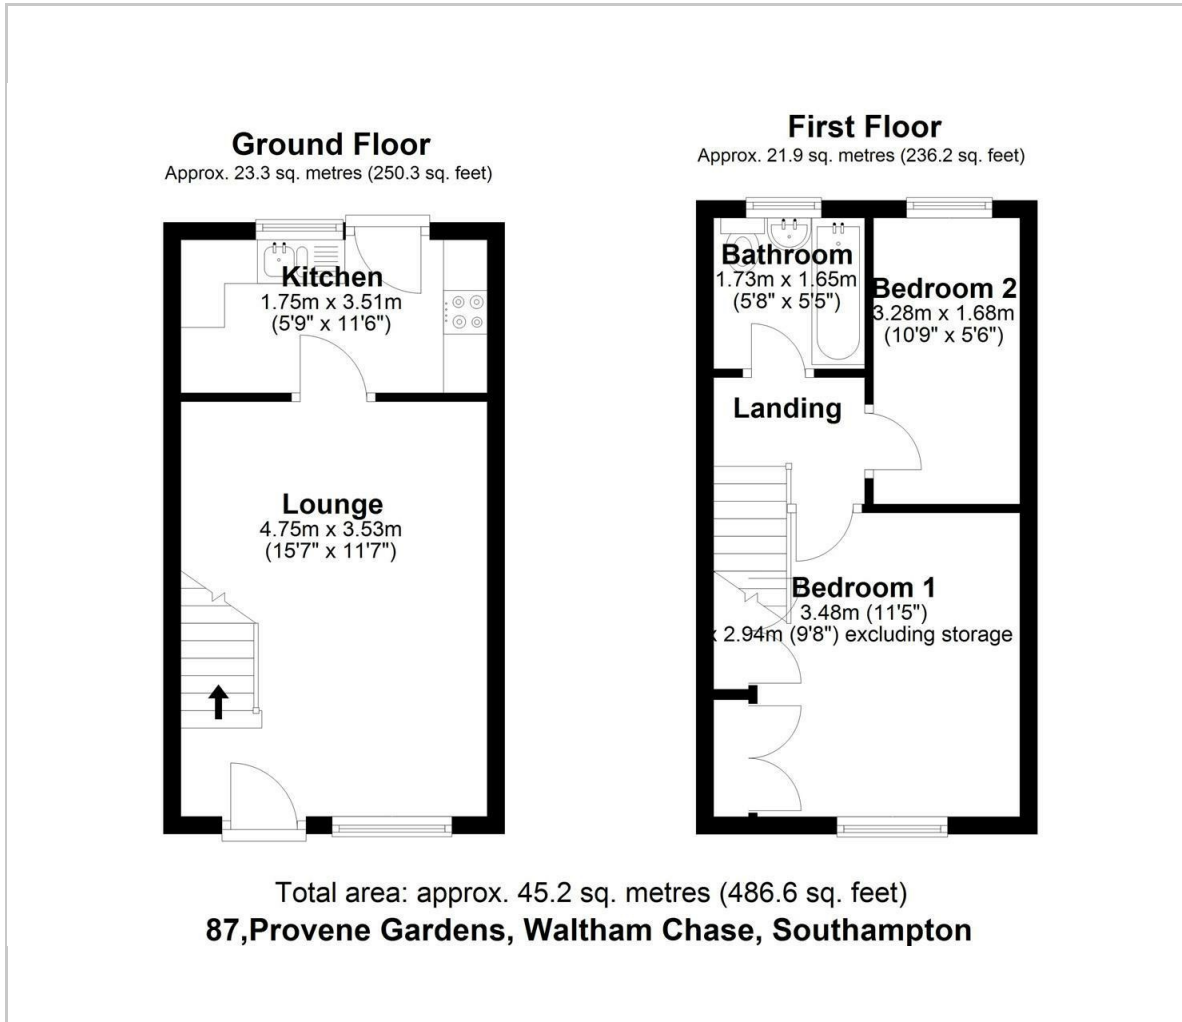 Ground Floor
Approx. 23.3 sq. metres (250.3 sq. feet)
Kitchen
1.75m x 3.51m
(5'9" x 11'6")
Lounge
4.75m x 3.53m
(15'7" x 11'7")
First Floor
Approx. 21.9 sq. metres (236.2 sq. feet)
Bathroom
1.73m x 1.65m
(5'8" x 5'5")
Bedroom 2
3.28m x 1.68m
(10'9" x 5'6")
Landing
Bedroom 1
3.48m (11'5")
x 2.94m (9'8") excluding storage
Total area: approx. 45.2 sq. metres (486.6 sq. feet)
87,Provene Gardens, Waltham Chase, Southampton